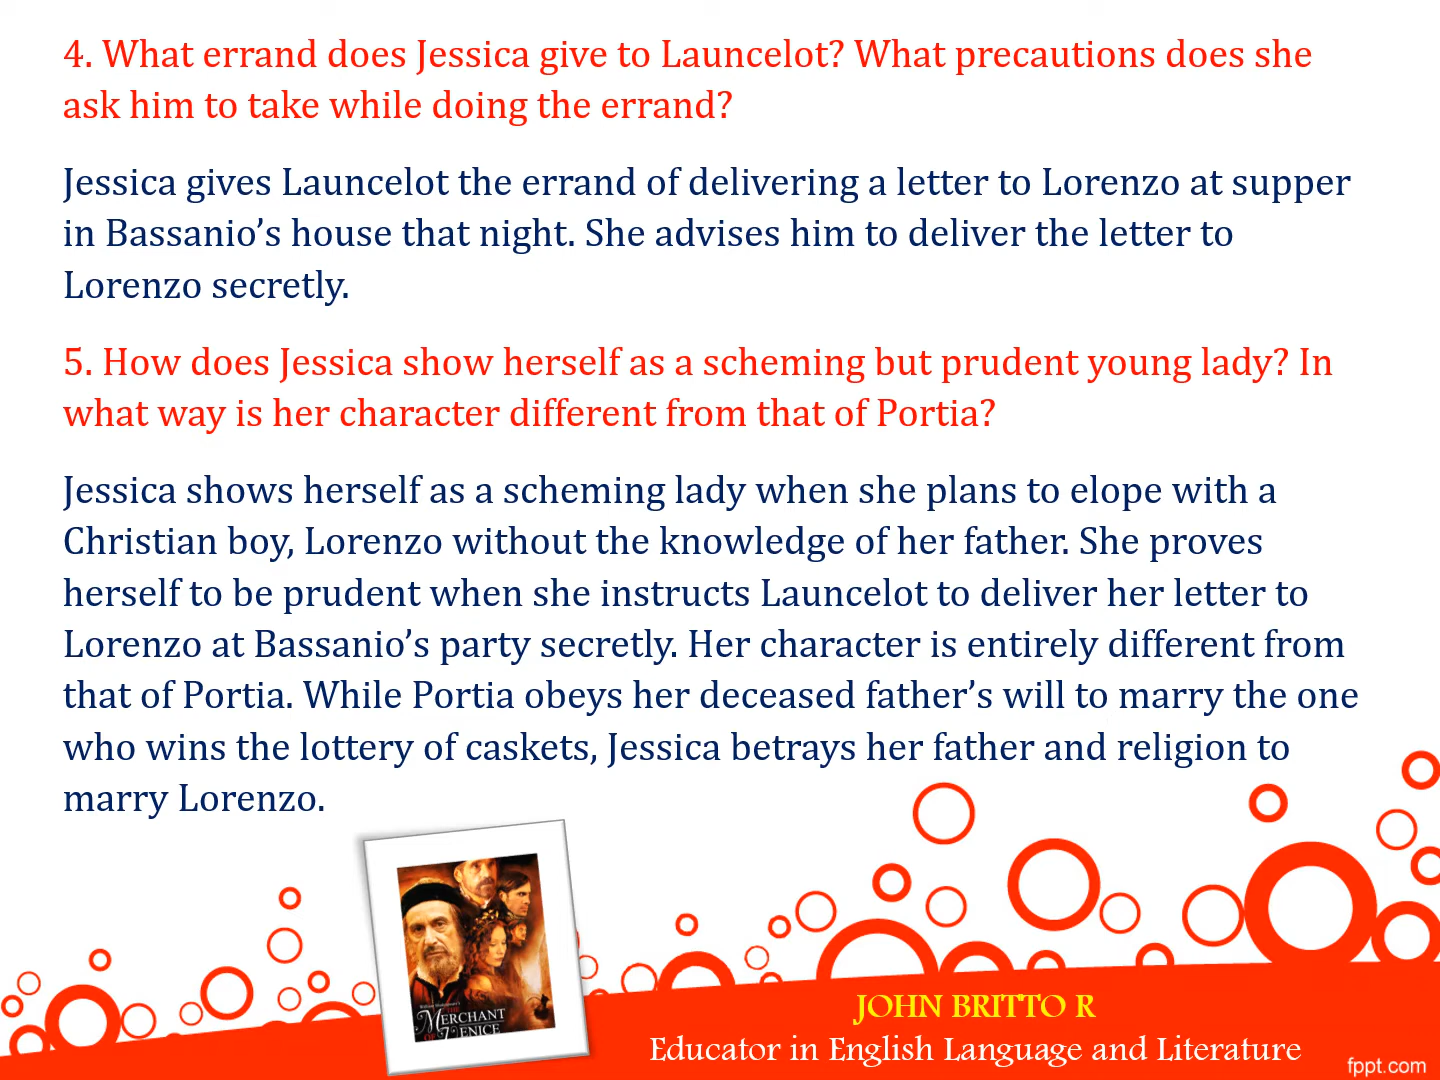 4. What errand does Jessica give to Launcelot? What precautions does she
ask him to take while doing the errand?
Jessica gives Launcelot the errand of delivering a letter to Lorenzo at supper
in Bassanio’s house that night. She advises him to deliver the letter to
Lorenzo secretly.
5. How does Jessica show herself as a scheming but prudent young lady? In
what way is her character different from that of Portia?
Jessica shows herself as a scheming lady when she plans to elope with a
Christian boy, Lorenzo without the knowledge of her father. She proves
herself to be prudent when she instructs Launcelot to deliver her letter to
Lorenzo at Bassanio’s party secretly. Her character is entirely different from
that of Portia. While Portia obeys her deceased father’s will to marry the one
who wins the lottery of caskets, Jessica betrays her father and religion to
marry Lorenzo.
William Shakespeare's
THE
MERCHANT
OF VENICE
JOHN BRITTO R
Educator in English Language and Literature
fppt.com